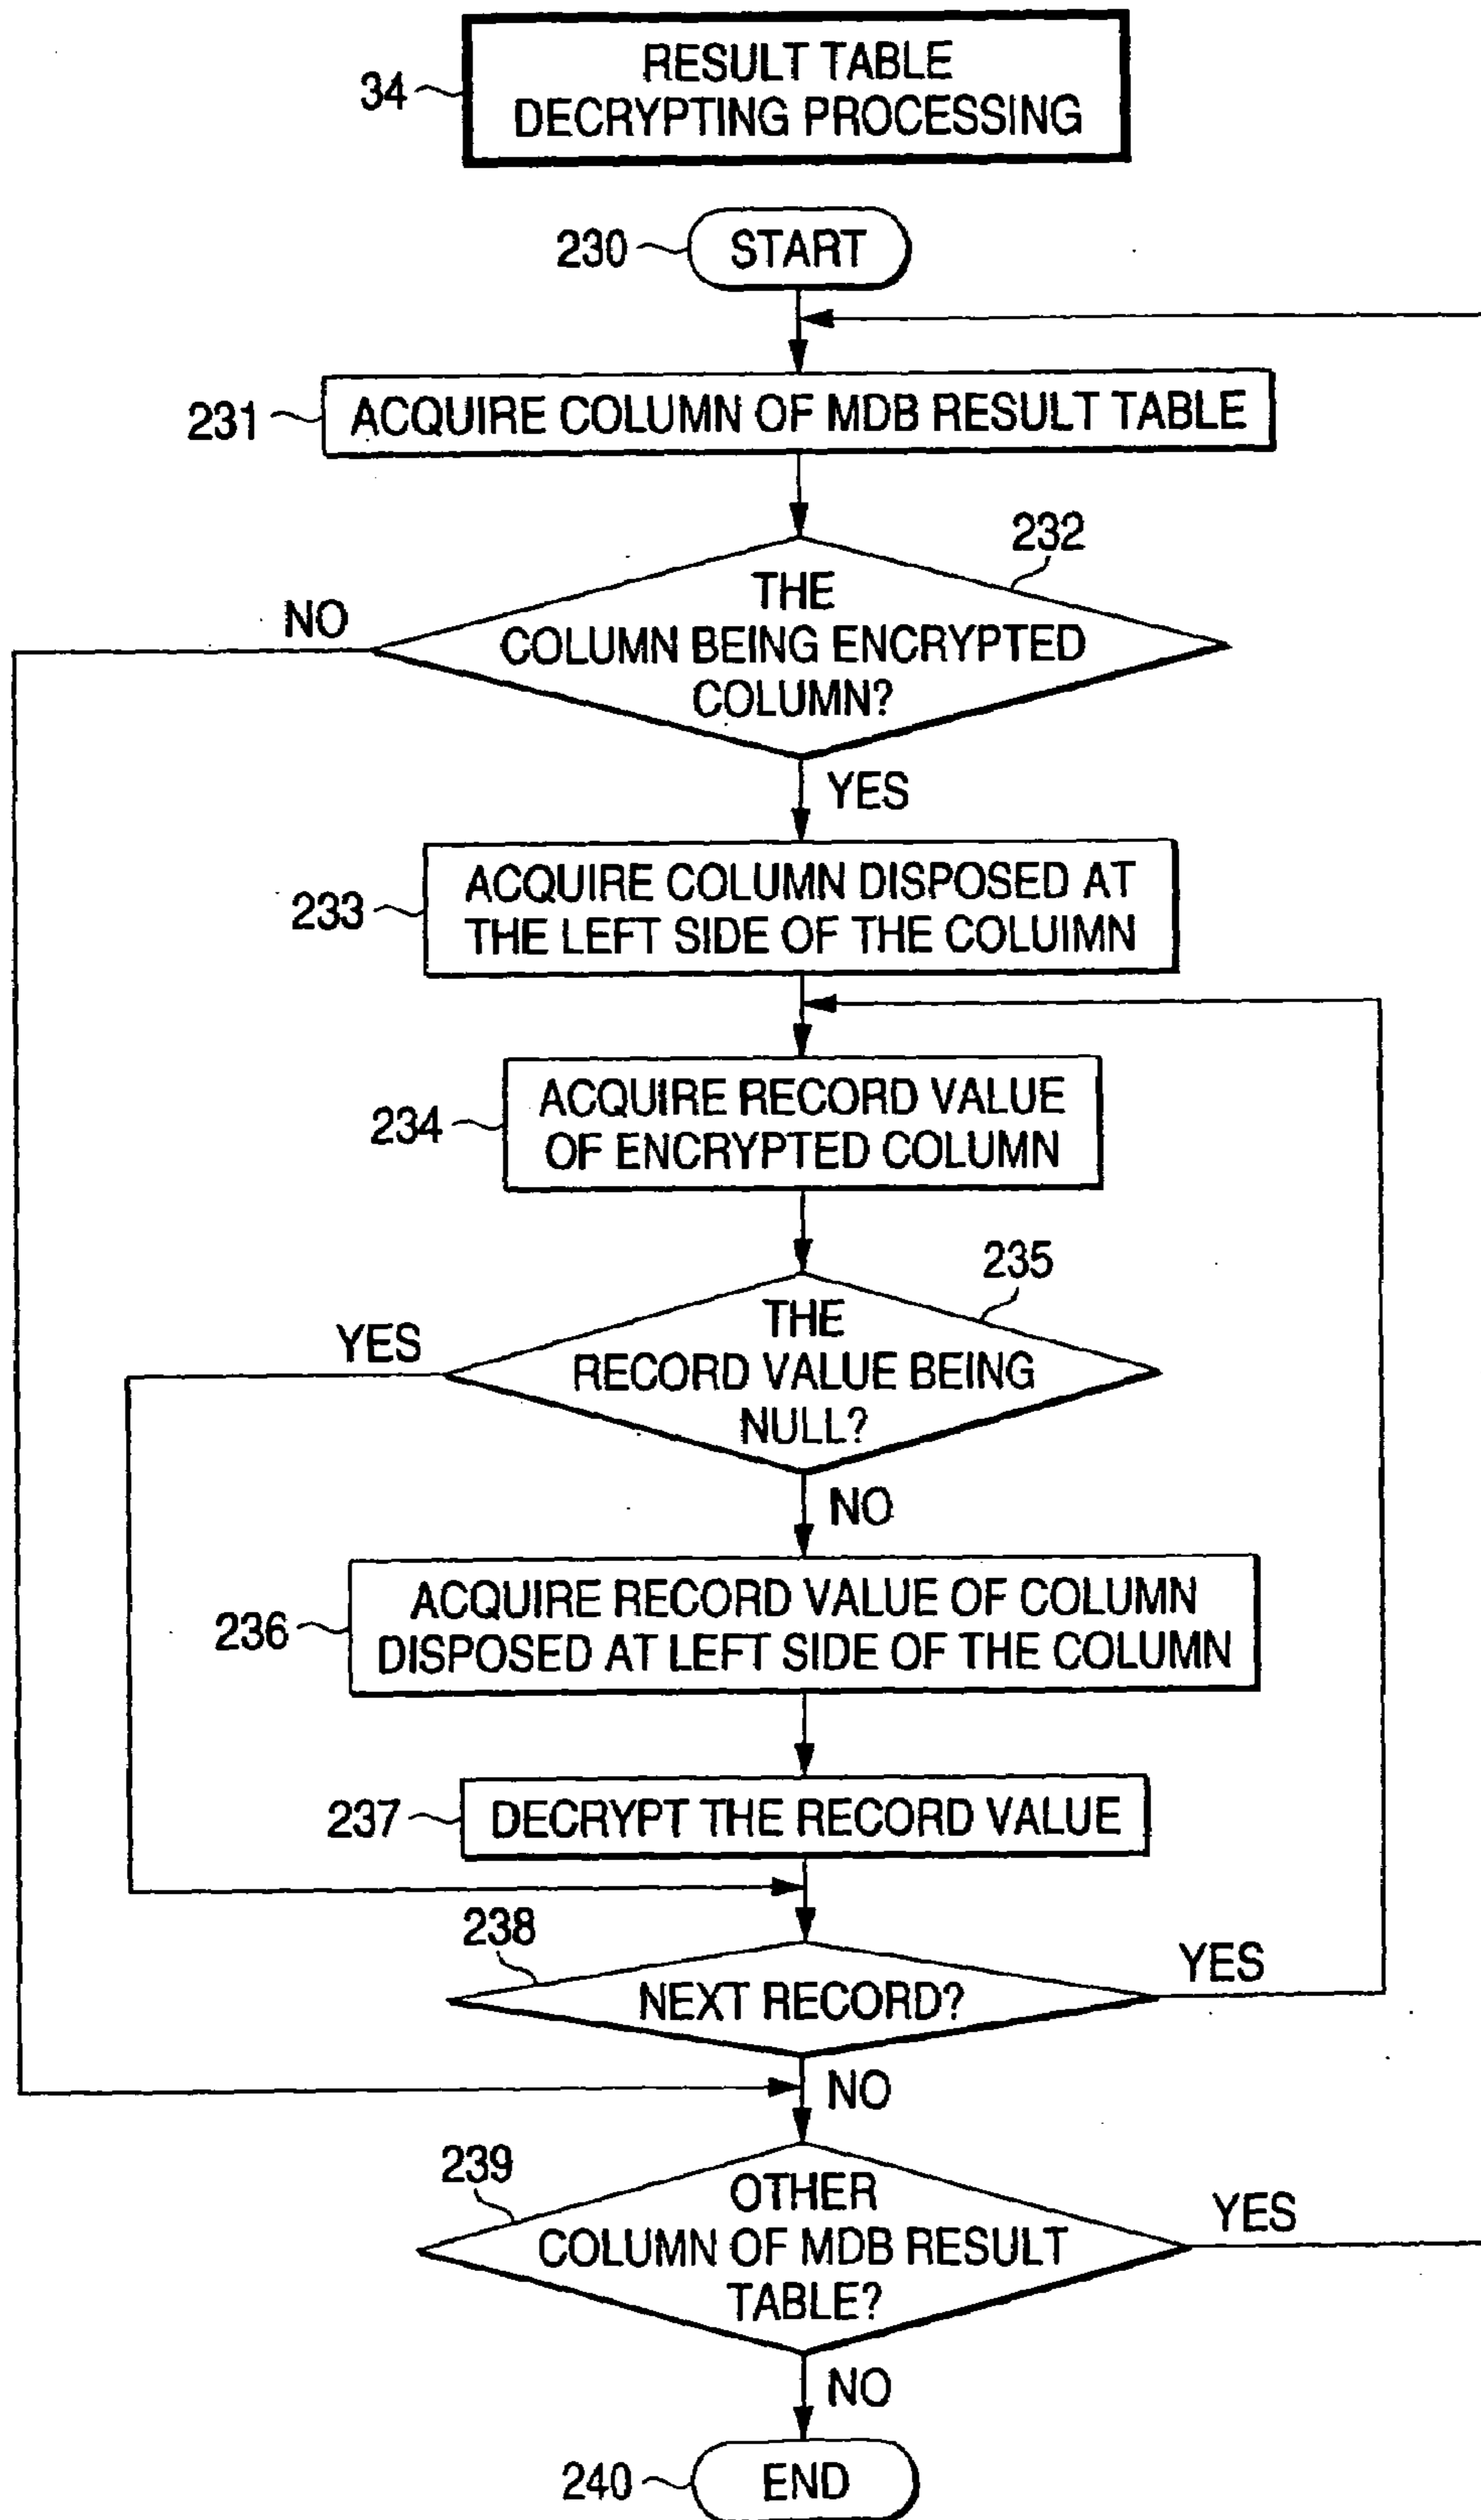 RESULT TABLE
DECRYPTING PROCESSING
34
230
START
231
ACQUIRE COLUMN OF MDB RESULT TABLE
232
THE
COLUMN BEING ENCRYPTED
COLUMN?
NO
YES
233
ACQUIRE COLUMN DISPOSED AT
THE LEFT SIDE OF THE COLUIMN
234
ACQUIRE RECORD VALUE
OF ENCRYPTED COLUMN
235
THE
RECORD VALUE BEING
NULL?
YES
NO
236
ACQUIRE RECORD VALUE OF COLUMN
DISPOSED AT LEFT SIDE OF THE COLUMN
237
DECRYPT THE RECORD VALUE
238
NEXT RECORD?
YES
NO
239
OTHER
COLUMN OF MDB RESULT
TABLE?
YES
NO
240
END